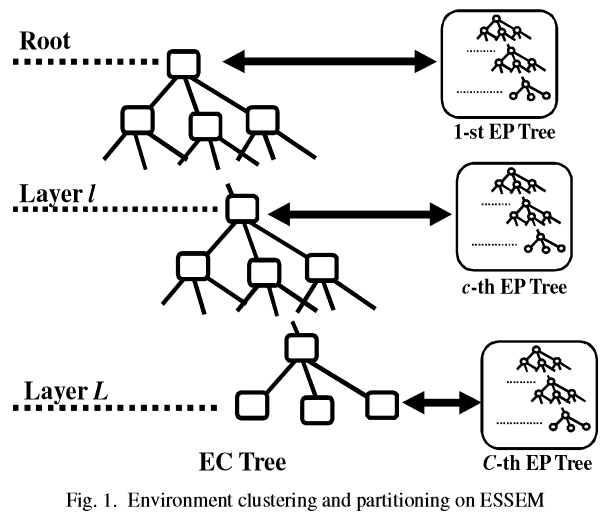 Root
1-st EP Tree
Layer l
c-th EP Tree
Layer L
C-th EP Tree
EC Tree
Fig. 1. Environment clustering and partitioning on ESSEM